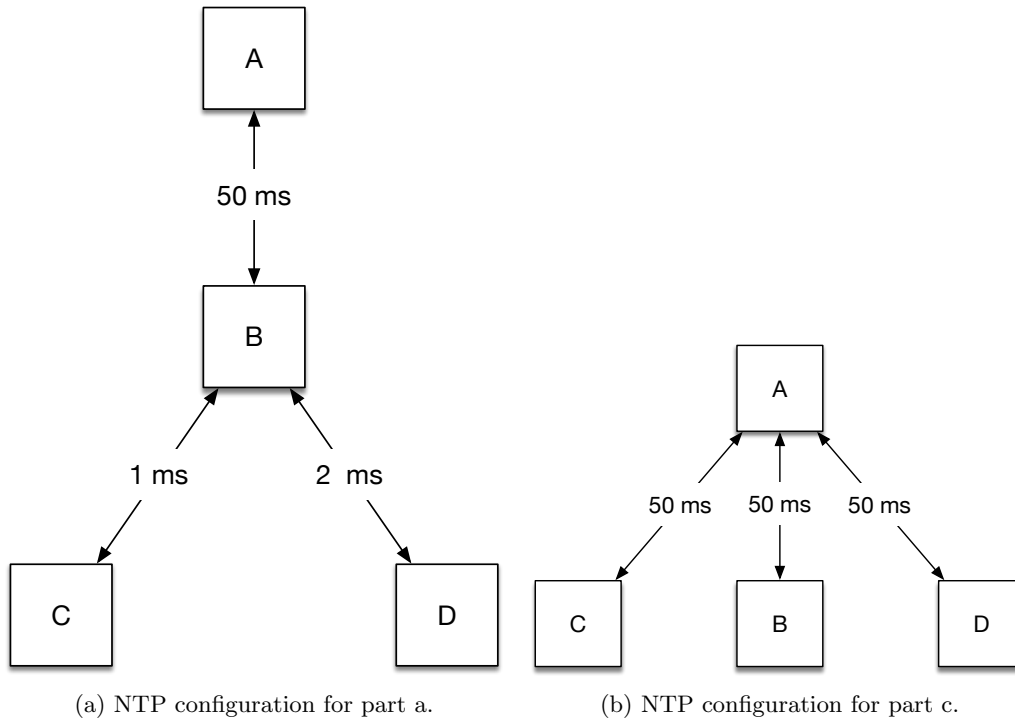 A
50 ms
B
1 ms
2 ms
C
D
(a) NTP configuration for part a.
A
50 ms
50 ms
50 ms
C
B
D
(b) NTP configuration for part c.